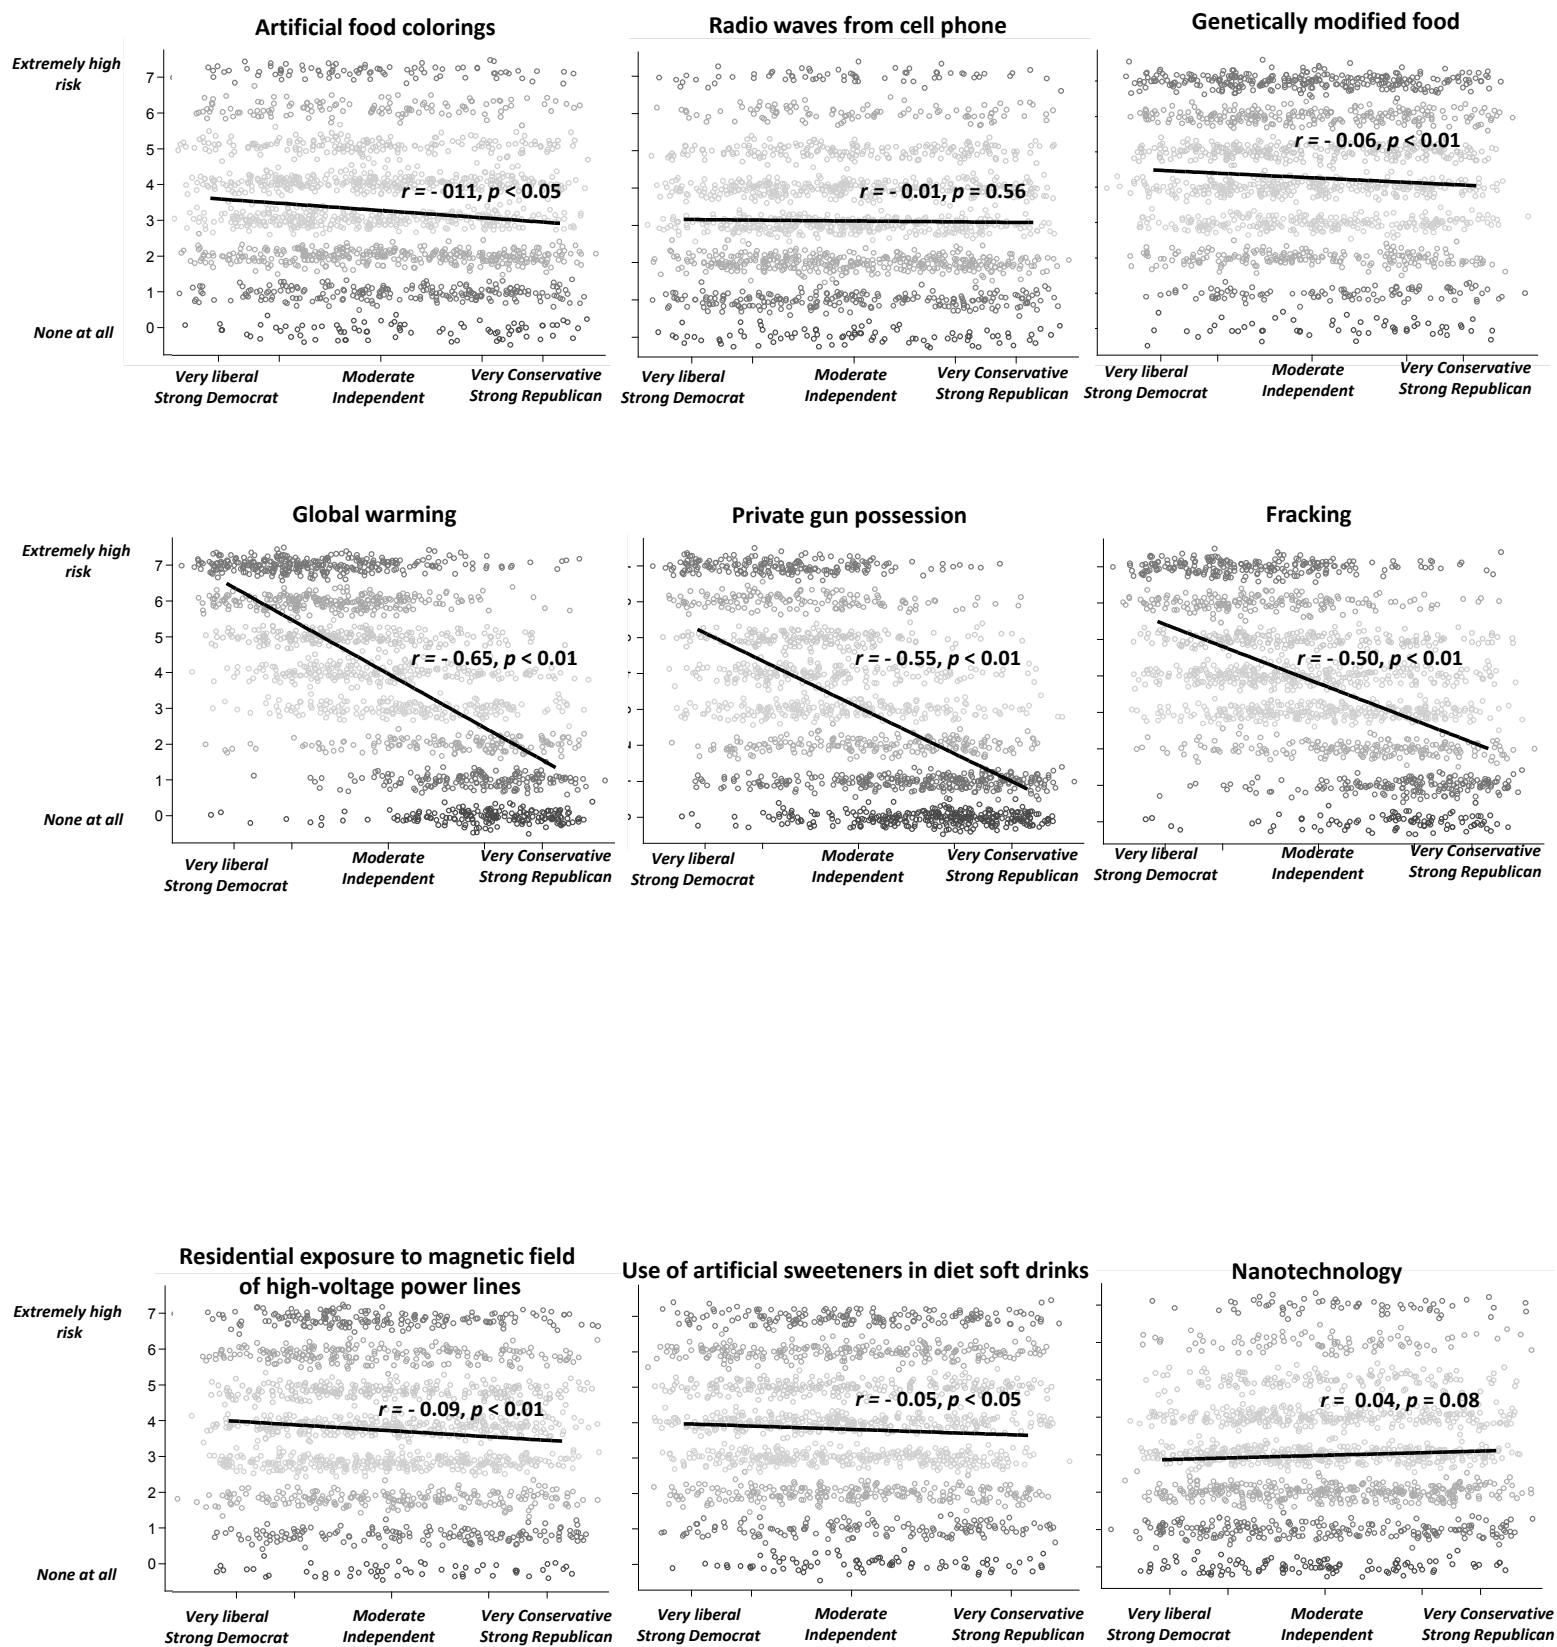 Artificial food colorings
Radio waves from cell phone
Genetically modified food
Extremely high
risk
7
6
5
4
3
2
1
0
None at all
r = - 011, p < 0.05
r = - 0.01, p = 0.56
r = - 0.06, p < 0.01
Very liberal
Strong Democrat
Moderate
Independent
Very Conservative
Strong Republican
Very liberal
Strong Democrat
Moderate
Independent
Very Conservative
Strong Republican
Very liberal
Strong Democrat
Moderate
Independent
Very Conservative
Strong Republican
Global warming
Private gun possession
Fracking
Extremely high
risk
7
6
5
4
3
2
1
0
None at all
r = - 0.65, p < 0.01
r = - 0.55, p < 0.01
r = - 0.50, p < 0.01
Very liberal
Strong Democrat
Moderate
Independent
Very Conservative
Strong Republican
Very liberal
Strong Democrat
Moderate
Independent
Very Conservative
Strong Republican
Very liberal
Strong Democrat
Moderate
Independent
Very Conservative
Strong Republican
Residential exposure to magnetic field
of high-voltage power lines
Use of artificial sweeteners in diet soft drinks
Nanotechnology
Extremely high
risk
7
6
5
4
3
2
1
0
None at all
r = - 0.09, p < 0.01
r = - 0.05, p < 0.05
r = 0.04, p = 0.08
Very liberal
Strong Democrat
Moderate
Independent
Very Conservative
Strong Republican
Very liberal
Strong Democrat
Moderate
Independent
Very Conservative
Strong Republican
Very liberal
Strong Democrat
Moderate
Independent
Very Conservative
Strong Republican